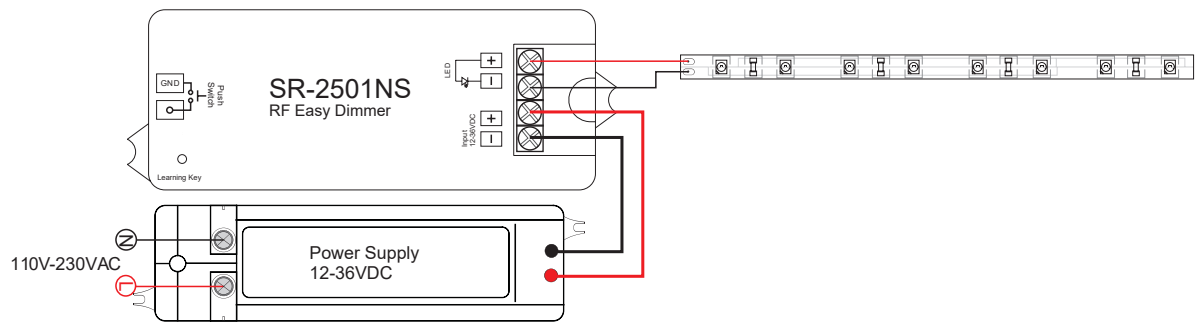 GND
Push
Switch
SR-2501NS
RF Easy Dimmer
LED
+
−
Input
12-36VDC
+
−
Learning Key
N
110V-230VAC
L
Power Supply
12-36VDC